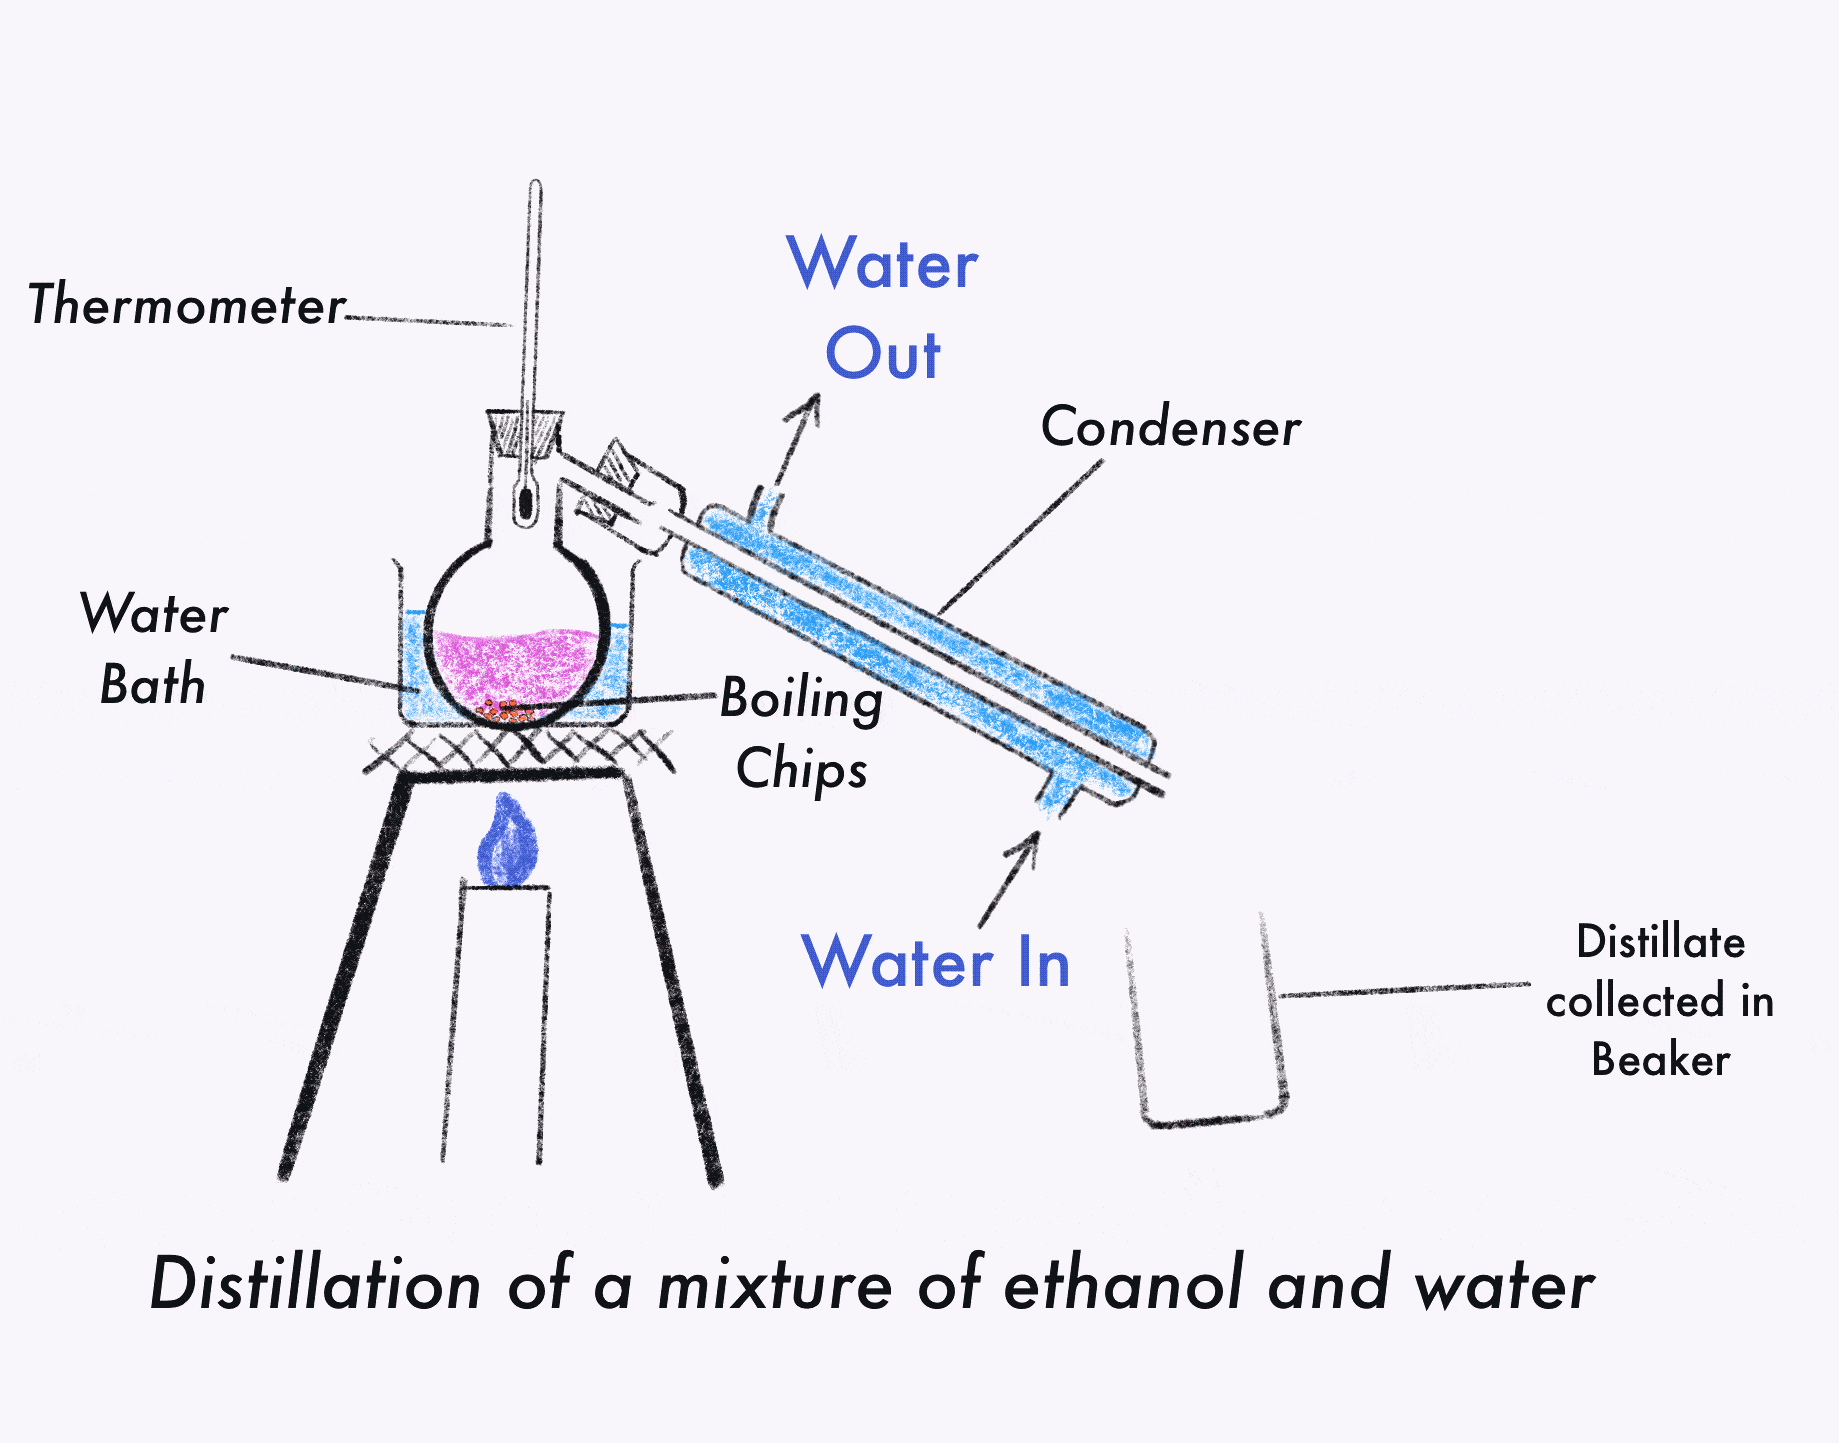 Thermometer
Water
Out
Condenser
Water
Bath
Boiling
Chips
Water In
Distillate
collected in
Beaker
Distillation of a mixture of ethanol and water